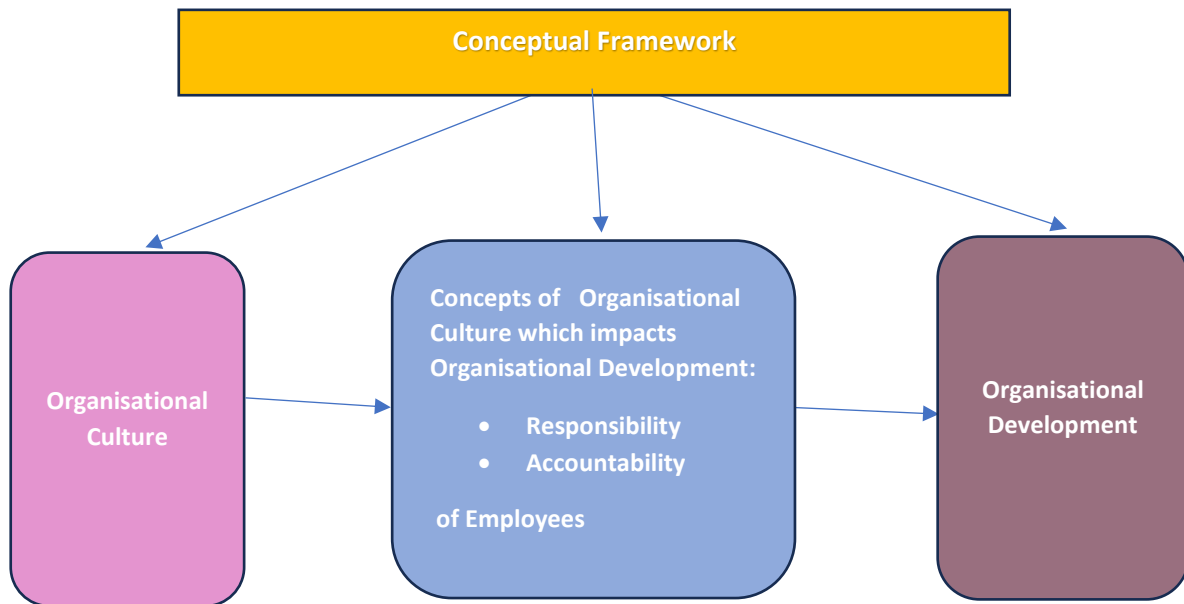 Conceptual Framework
Organisational
Culture
Concepts of Organisational
Culture which impacts
Organisational Development:
• Responsibility
• Accountability
of Employees
Organisational
Development